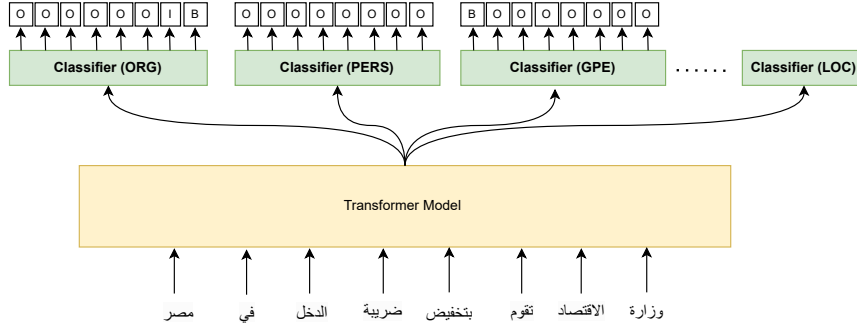 O O O O O O I B
O O O O O O O O
B O O O O O O O
Classifier (ORG)
Classifier (PERS)
Classifier (GPE)
......
Classifier (LOC)
Transformer Model
وزارة الاقتصاد تقوم بتخفيض ضريبة الدخل في مصر